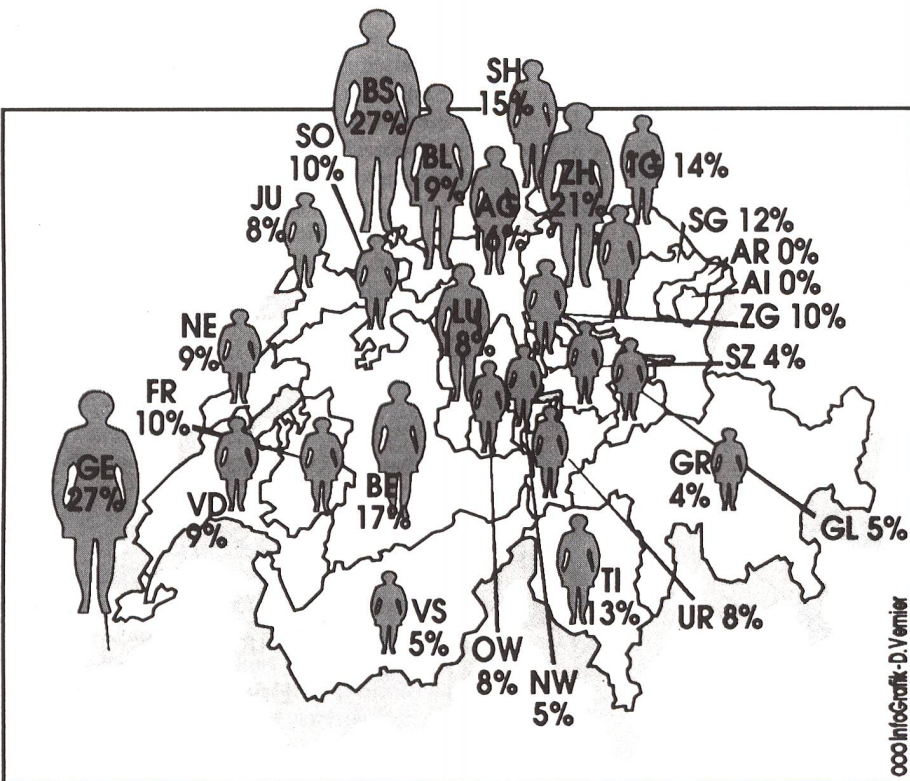 BS
27%
SH
15%
SO
10%
BL
19%
ZH
21%
TG 14%
AG
16%
JU
8%
SG 12%
AR 0%
AI 0%
ZG 10%
SZ 4%
LU
8%
NE
9%
FR
10%
GE
27%
VD
9%
BE
17%
GR
4%
GL 5%
VS
5%
TI
13%
UR 8%
OW
8%
NW
5%
OOO InfoGrafik - D. Vernier